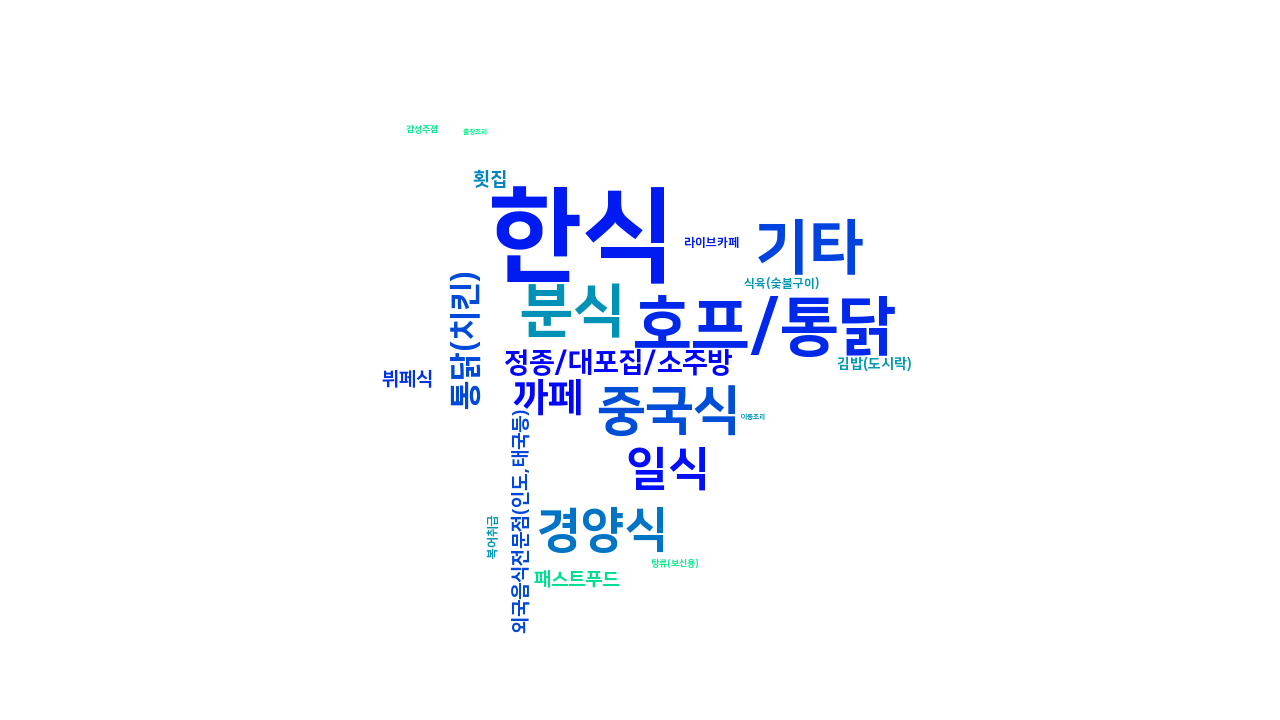 감성주점
출장조리
횟집
한식
라이브카페
기타
식육(숯불구이)
분식
호프/통닭
통닭(치킨)
정종/대포집/소주방
김밥(도시락)
뷔페식
까페
중국식
이동조리
일식
외국음식전문점(인도,태국등)
경양식
복어취급
탕류(보신용)
패스트푸드